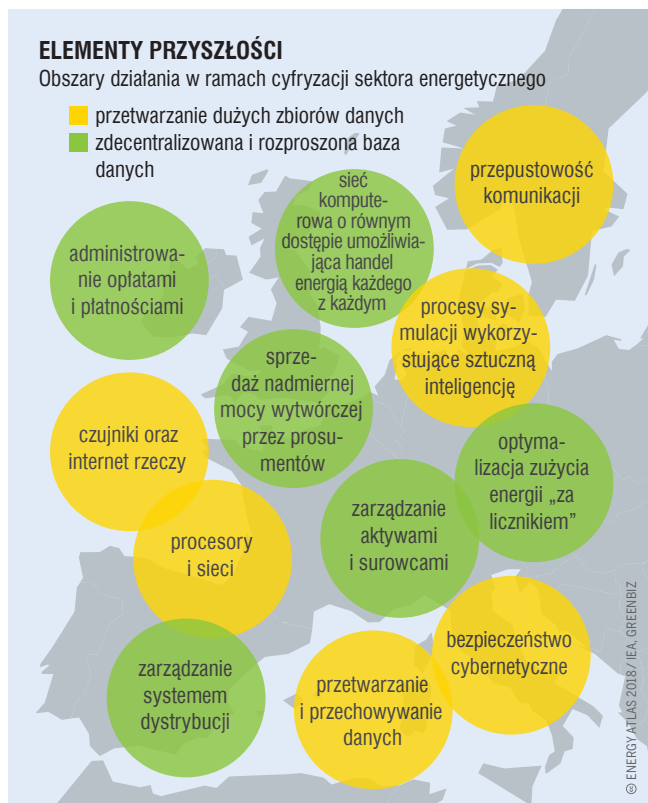 ELEMENTY PRZYSZŁOŚCI
Obszary działania w ramach cyfryzacji sektora energetycznego
przetwarzanie dużych zbiorów danych
zdecentralizowana i rozproszona baza
danych
przepustowość
komunikacji
sieć
kompute-
rowa o równym
dostępie umożliwia-
jąca handel
energią każdego
z każdym
administrowa-
nie opłatami
i płatnościami
procesy sy-
mulacji wykorzy-
stujące sztuczną
inteligencję
sprze-
daż nadmiernej
mocy wytwórczej
przez prosu-
mentów
czujniki oraz
internet rzeczy
optyma-
lizacja zużycia
energii „za
licznikiem”
zarządzanie
aktywami
i surowcami
procesory
i sieci
bezpieczeństwo
cybernetyczne
zarządzanie
systemem
dystrybucji
przetwarzanie
i przechowywanie
danych
© ENERGY ATLAS 2018 / IEA, GREENBIZ